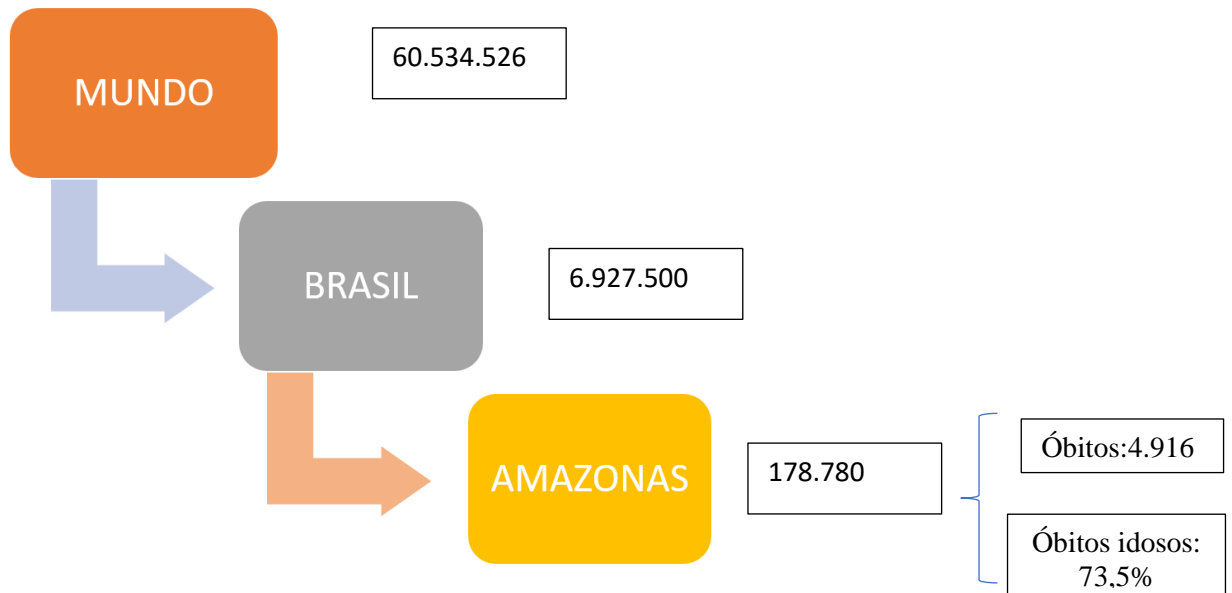 MUNDO
60.534.526
BRASIL
6.927.500
AMAZONAS
178.780
Óbitos:4.916
Óbitos idosos:
73,5%